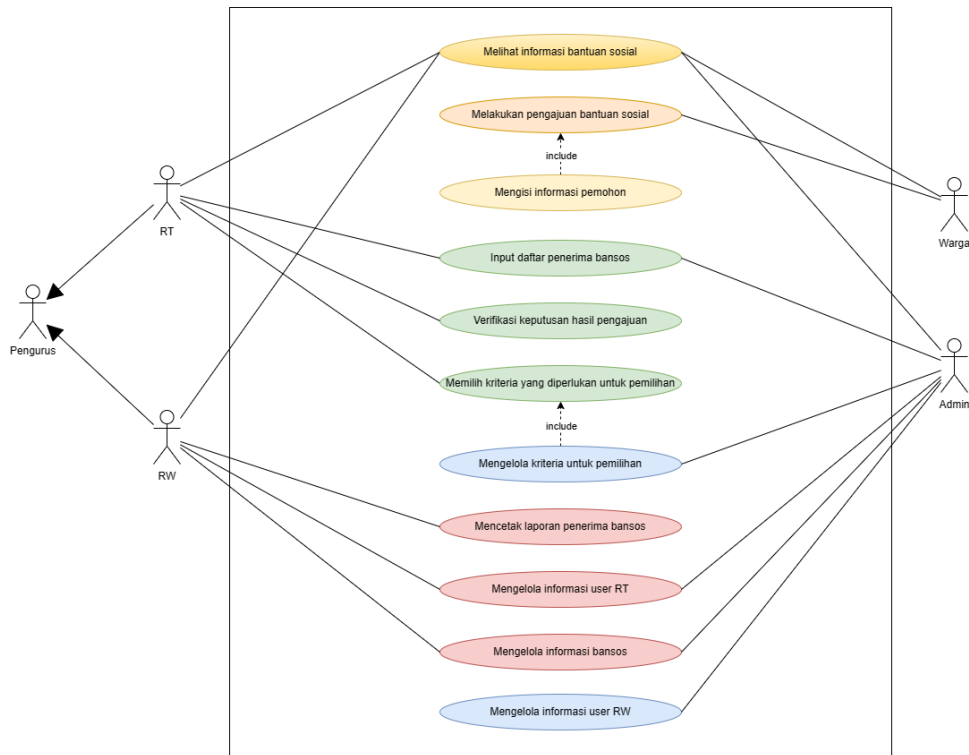 Melihat informasi bantuan sosial
Melakukan pengajuan bantuan sosial
include
Mengisi informasi pemohon
RT
Warga
Input daftar penerima bansos
Verifikasi keputusan hasil pengajuan
Pengurus
Memilih kriteria yang diperlukan untuk pemilihan
Admin
include
Mengelola kriteria untuk pemilihan
RW
Mencetak laporan penerima bansos
Mengelola informasi user RT
Mengelola informasi bansos
Mengelola informasi user RW